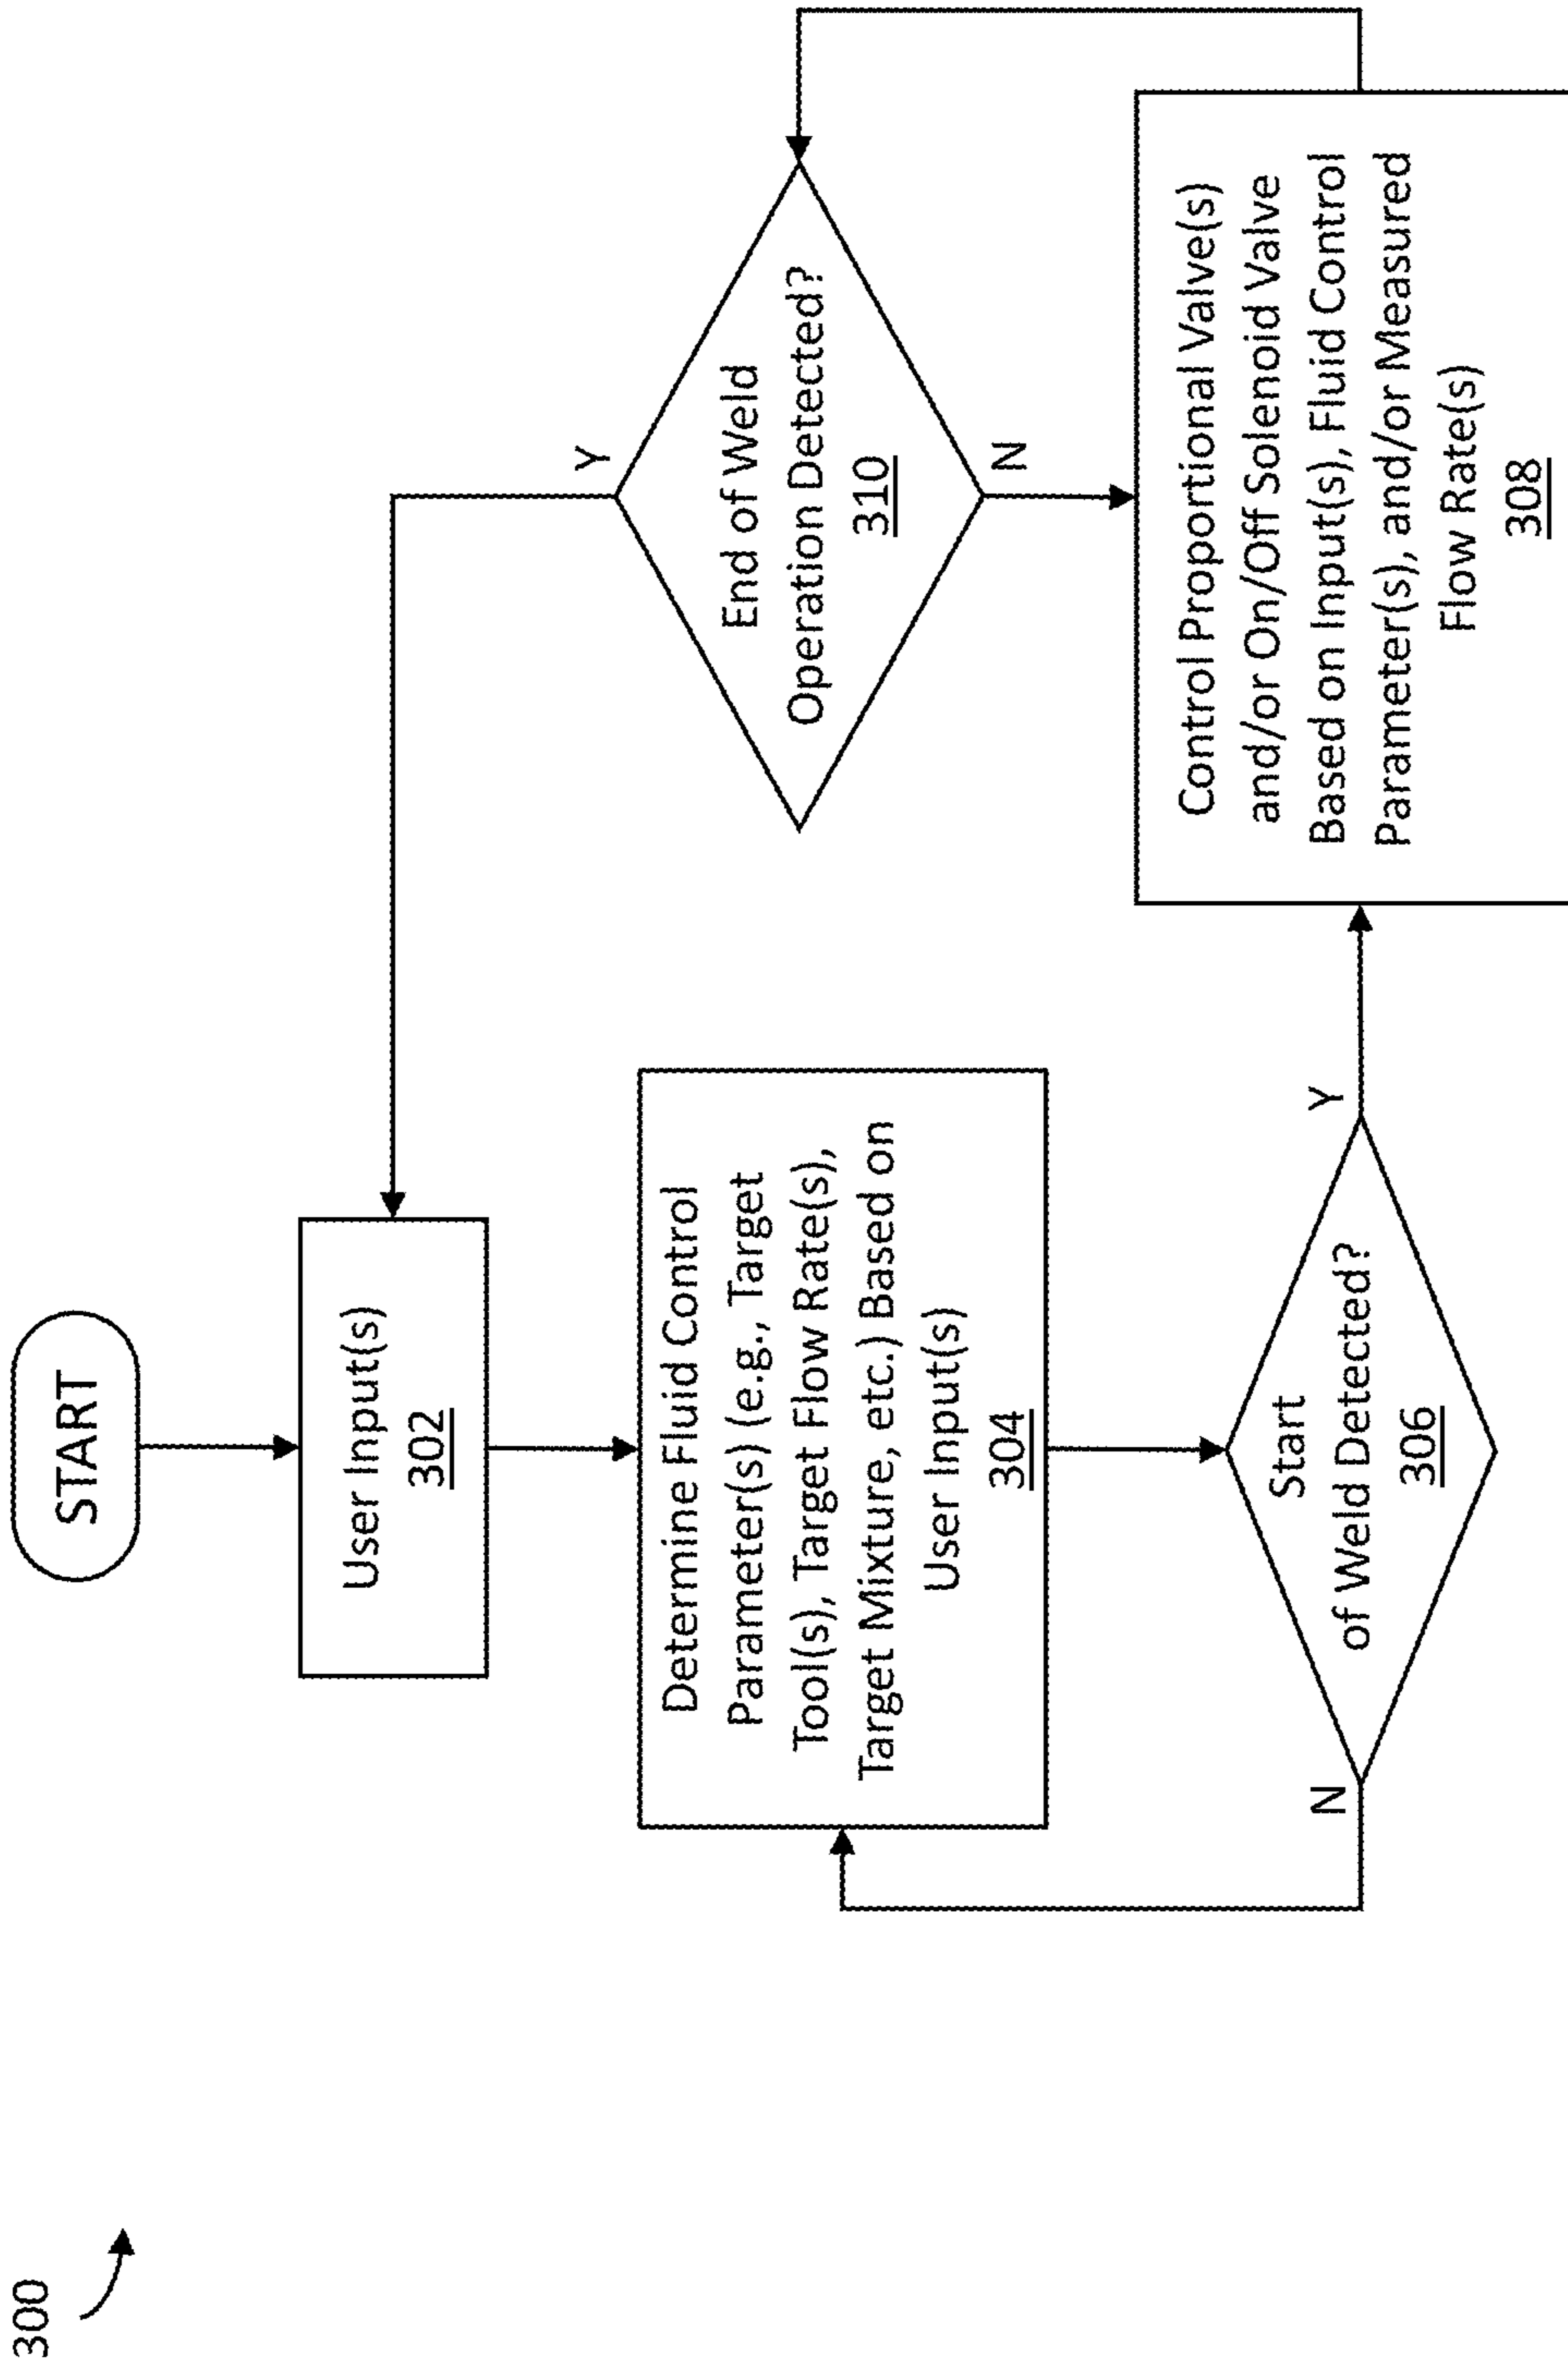 300
START
User Input(s)
302
Determine Fluid Control
Parameter(s) (e.g., Target
Tool(s), Target Flow Rate(s),
Target Mixture, etc.) Based on
User Input(s)
304
N
Start
of Weld Detected?
306
Y
Y
End of Weld
Operation Detected?
310
N
Control Proportional Valve(s)
and/or On/Off Solenoid Valve
Based on Input(s), Fluid Control
Parameter(s), and/or Measured
Flow Rate(s)
308